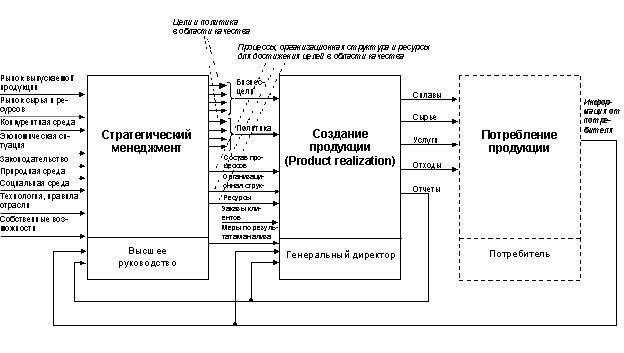 Цели и политика
в области качества
Процессы, организационная структура и ресурсы
для достижения целей в области качества
Рынок выпускаемой
продукции
Рынок сырья и ре-
сурсов
Конкурентная среда
Экономическая си-
туация
Законодательство
Природная среда
Социальная среда
Технология, правила
отрасли
Собственные воз-
можности
Стратегический
менеджмент
Высшее
руководство
Бизнес-
цели
Политика
Состав про-
цессов
Организаци-
онная струк-
Ресурсы
Заказы кли-
ентов
Меры по резуль-
татам анализа
Создание
продукции
(Product realization)
Генеральный директор
Сплавы
Сырье
Услуги
Отходы
Отчеты
Потребление
продукции
Потребитель
Инфор-
мация от
потре-
бителя